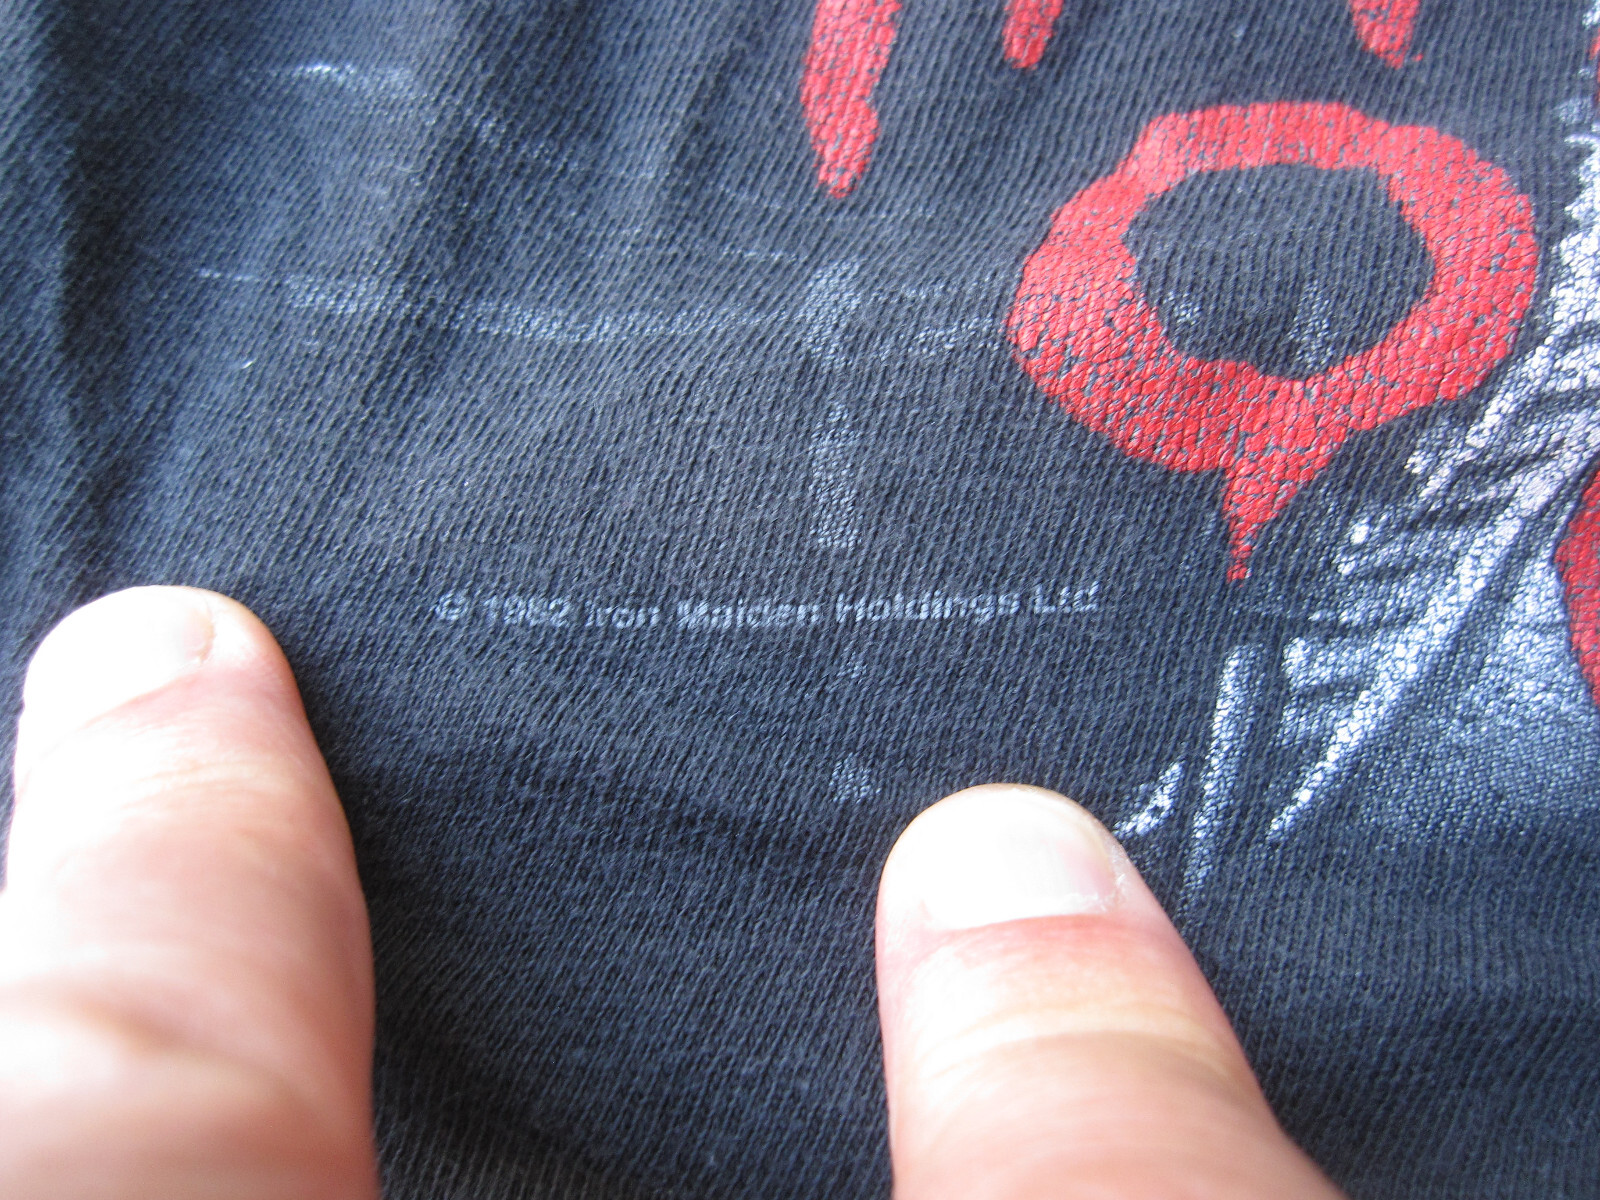 © 1992 Iron Maiden Holdings Ltd